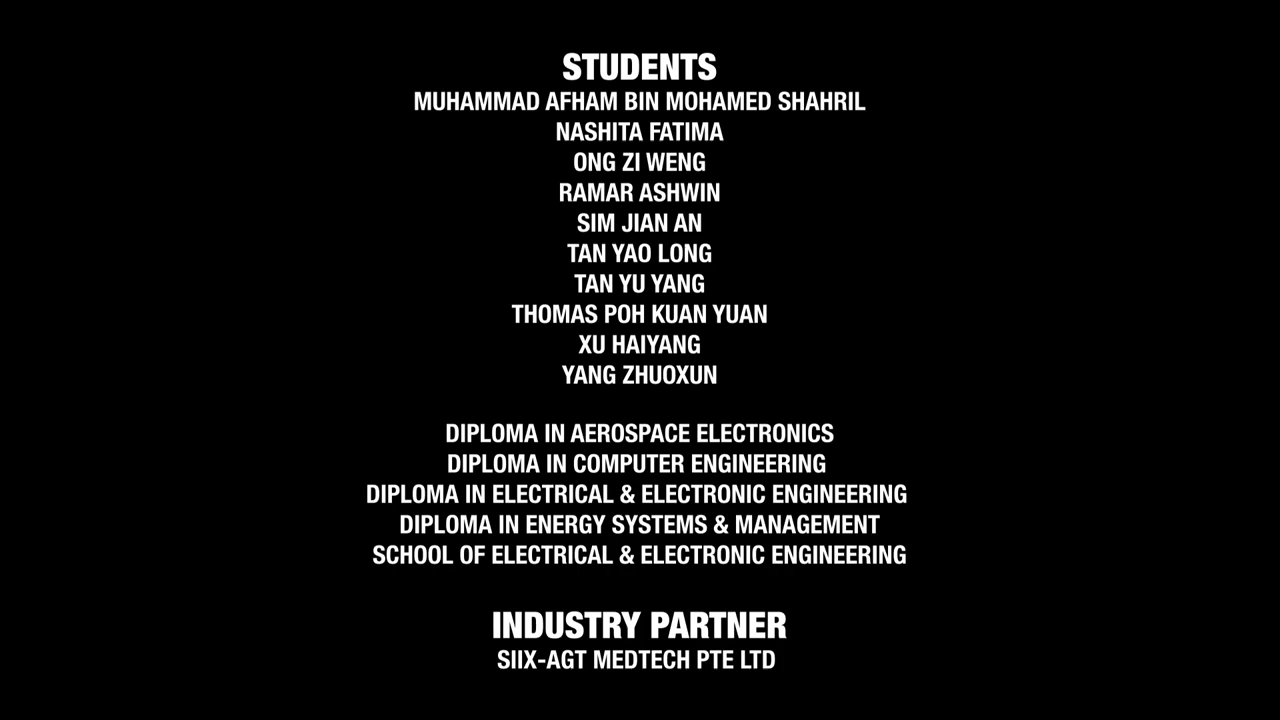 STUDENTS
MUHAMMAD AFHAM BIN MOHAMED SHAHRIL
NASHITA FATIMA
ONG ZI WENG
RAMAR ASHWIN
SIM JIAN AN
TAN YAO LONG
TAN YU YANG
THOMAS POH KUAN YUAN
XU HAIYANG
YANG ZHUOXUN
DIPLOMA IN AEROSPACE ELECTRONICS
DIPLOMA IN COMPUTER ENGINEERING
DIPLOMA IN ELECTRICAL & ELECTRONIC ENGINEERING
DIPLOMA IN ENERGY SYSTEMS & MANAGEMENT
SCHOOL OF ELECTRICAL & ELECTRONIC ENGINEERING
INDUSTRY PARTNER
SIIX-AGT MEDTECH PTE LTD